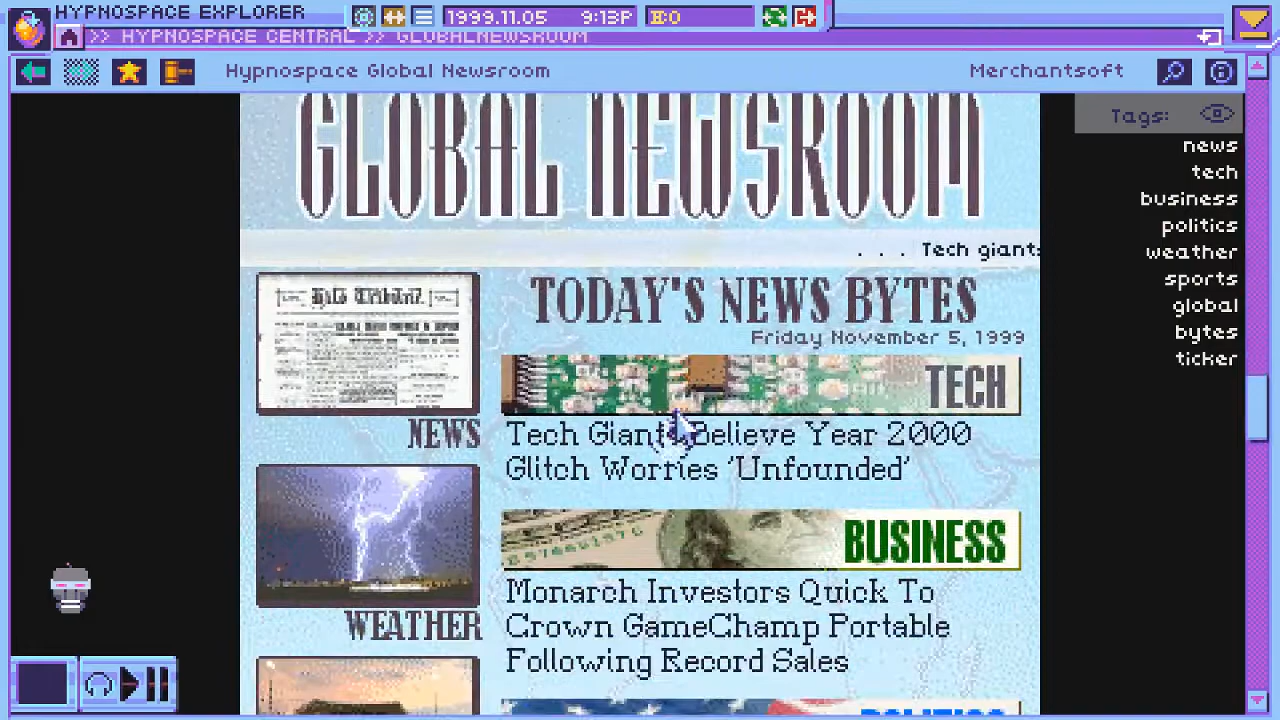 HYPNOSPACE EXPLORER
1999.11.05 9:13P
:0
>> HYPNOSPACE CENTRAL >> GLOBALNEWSROOM
Hypnospace Global Newsroom
Merchantsoft
GLOBAL NEWSROOM
Tags:
news
tech
business
politics
weather
sports
global
bytes
ticker
. . . Tech giants
TODAY'S NEWS BYTES
Friday November 5, 1999
TECH
Tech Giants Believe Year 2000
Glitch Worries 'Unfounded'
NEWS
BUSINESS
Monarch Investors Quick To
Crown GameChamp Portable
Following Record Sales
WEATHER
POLITICS